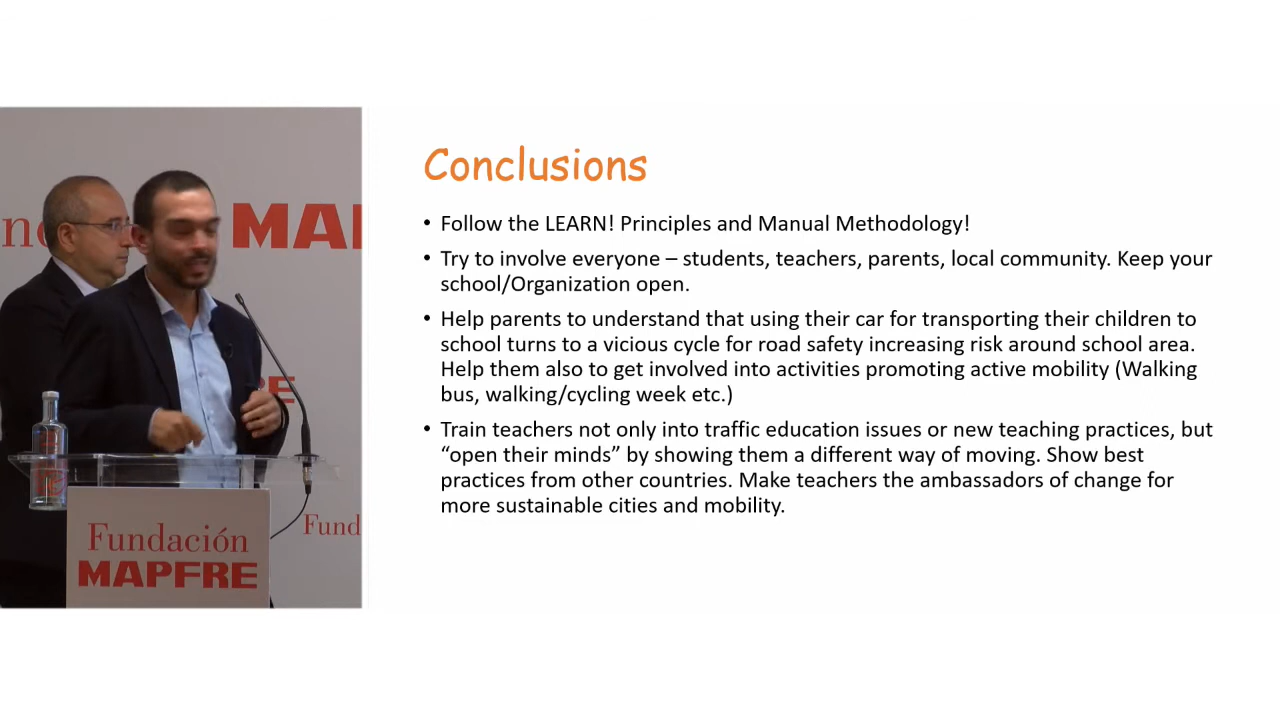 Conclusions
• Follow the LEARN! Principles and Manual Methodology!
• Try to involve everyone – students, teachers, parents, local community. Keep your
school/Organization open.
• Help parents to understand that using their car for transporting their children to
school turns to a vicious cycle for road safety increasing risk around school area.
Help them also to get involved into activities promoting active mobility (Walking
bus, walking/cycling week etc.)
• Train teachers not only into traffic education issues or new teaching practices, but
“open their minds” by showing them a different way of moving. Show best
practices from other countries. Make teachers the ambassadors of change for
more sustainable cities and mobility.
Fundación
MAPFRE